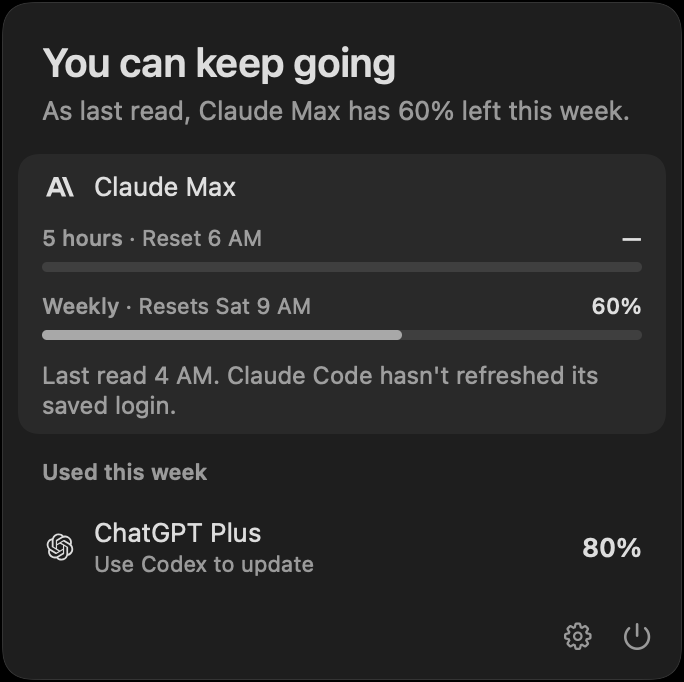 You can keep going
As last read, Claude Max has 60% left this week.
Claude Max
5 hours · Reset 6 AM —
Weekly · Resets Sat 9 AM 60%
Last read 4 AM. Claude Code hasn't refreshed its
saved login.
Used this week
ChatGPT Plus
Use Codex to update
80%